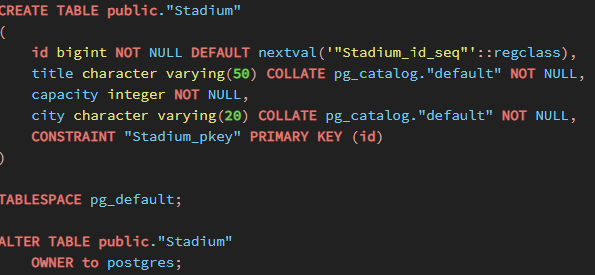 CREATE TABLE public."Stadium"
(
    id bigint NOT NULL DEFAULT nextval('"Stadium_id_seq"'::regclass),
    title character varying(50) COLLATE pg_catalog."default" NOT NULL,
    capacity integer NOT NULL,
    city character varying(20) COLLATE pg_catalog."default" NOT NULL,
    CONSTRAINT "Stadium_pkey" PRIMARY KEY (id)
)
TABLESPACE pg_default;
ALTER TABLE public."Stadium"
    OWNER to postgres;